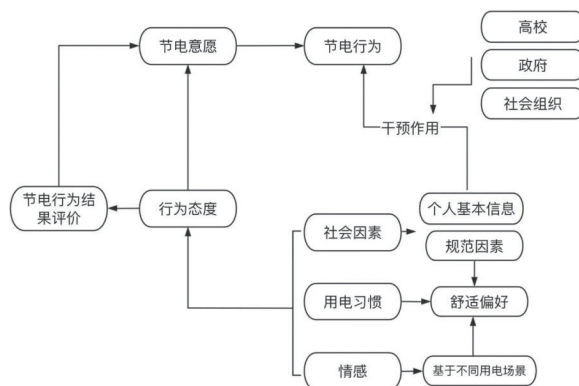 高校
节电意愿
节电行为
政府
社会组织
干预作用
节电行为结
果评价
行为态度
个人基本信息
社会因素
规范因素
用电习惯
舒适偏好
情感
基于不同用电场景